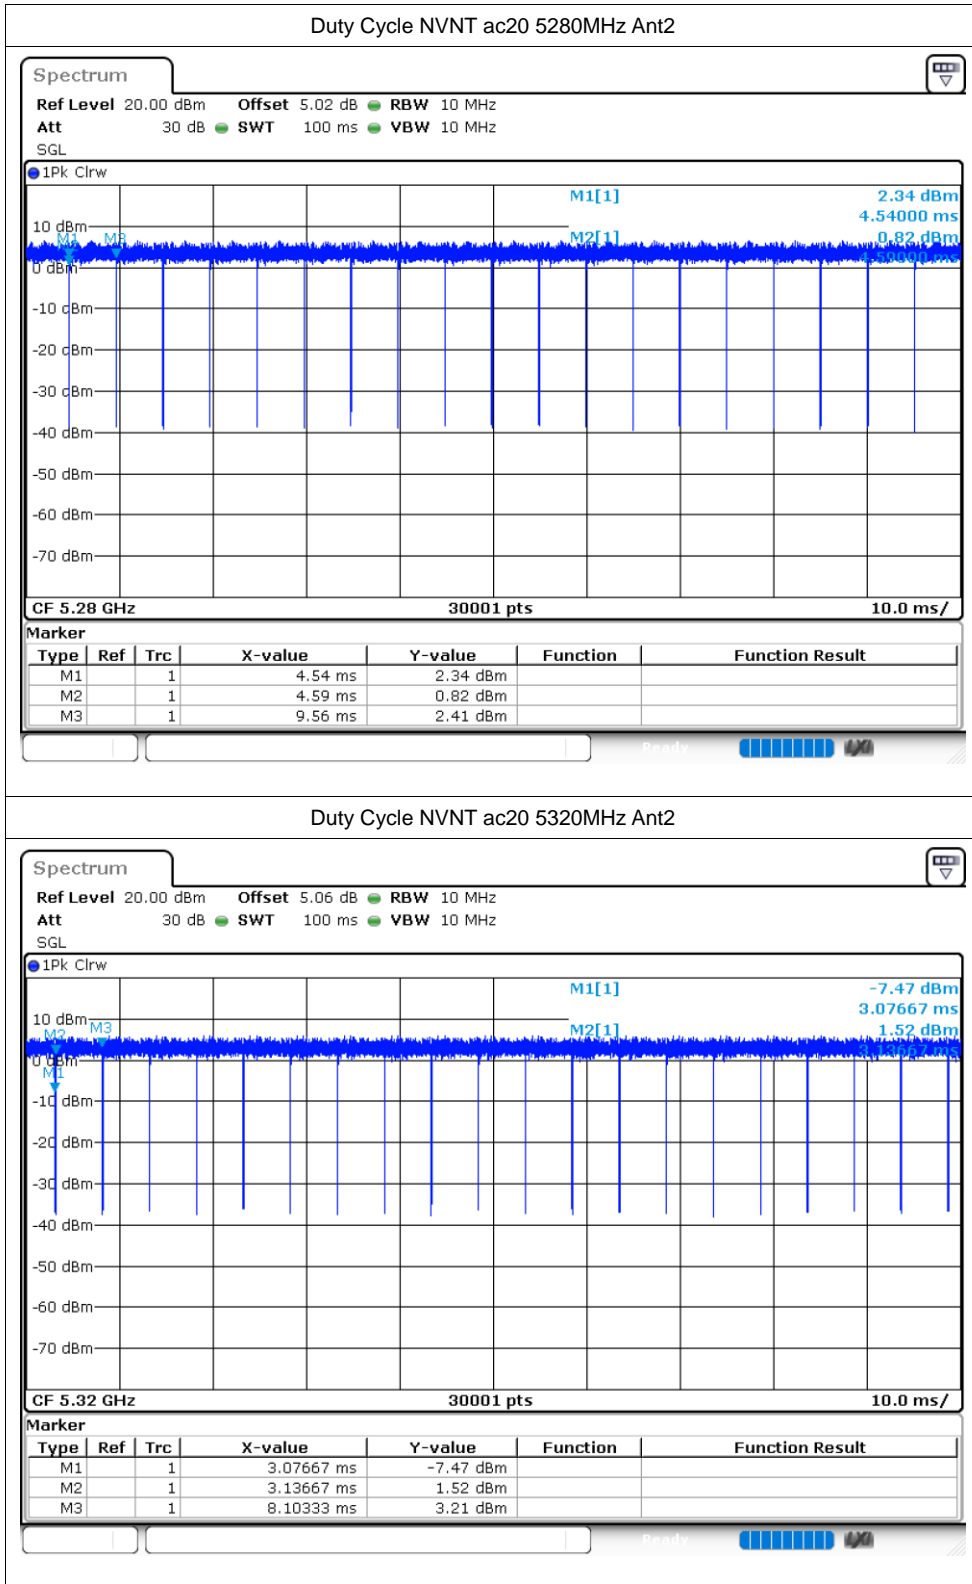 Duty Cycle NVNT ac20 5280MHz Ant2
Spectrum
Ref Level 20.00 dBm Offset 5.02 dB RBW 10 MHz
Att 30 dB SWT 100 ms VBW 10 MHz
SGL
1Pk Clrw
M1[1] 2.34 dBm
4.54000 ms
10 dBm
M2[1] 0.82 dBm
M1 M3
4.59000 ms
0 dBm
-10 dBm
-20 dBm
-30 dBm
-40 dBm
-50 dBm
-60 dBm
-70 dBm
CF 5.28 GHz 30001 pts 10.0 ms/
Marker
Type Ref Trc X-value Y-value Function Function Result
M1 1 4.54 ms 2.34 dBm
M2 1 4.59 ms 0.82 dBm
M3 1 9.56 ms 2.41 dBm
Ready LXI
Duty Cycle NVNT ac20 5320MHz Ant2
Spectrum
Ref Level 20.00 dBm Offset 5.06 dB RBW 10 MHz
Att 30 dB SWT 100 ms VBW 10 MHz
SGL
1Pk Clrw
M1[1] -7.47 dBm
3.07667 ms
10 dBm
M2[1] 1.52 dBm
M2 M3
3.13667 ms
0 dBm
M1
-10 dBm
-20 dBm
-30 dBm
-40 dBm
-50 dBm
-60 dBm
-70 dBm
CF 5.32 GHz 30001 pts 10.0 ms/
Marker
Type Ref Trc X-value Y-value Function Function Result
M1 1 3.07667 ms -7.47 dBm
M2 1 3.13667 ms 1.52 dBm
M3 1 8.10333 ms 3.21 dBm
Ready LXI